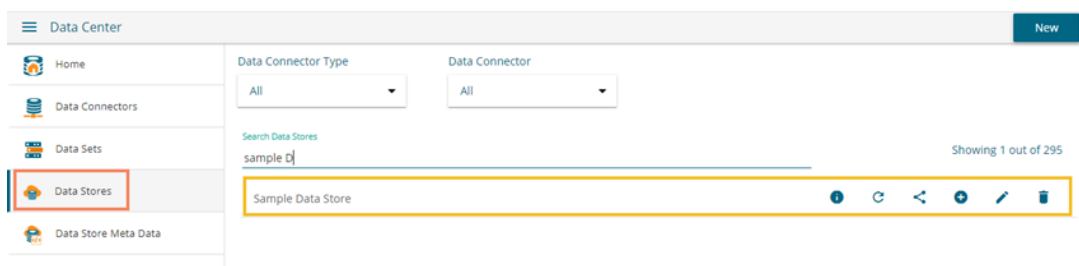 Data Center
New
Home
Data Connectors
Data Sets
Data Stores
Data Store Meta Data
Data Connector Type
Data Connector
All
All
Search Data Stores
sample D
Showing 1 out of 295
Sample Data Store